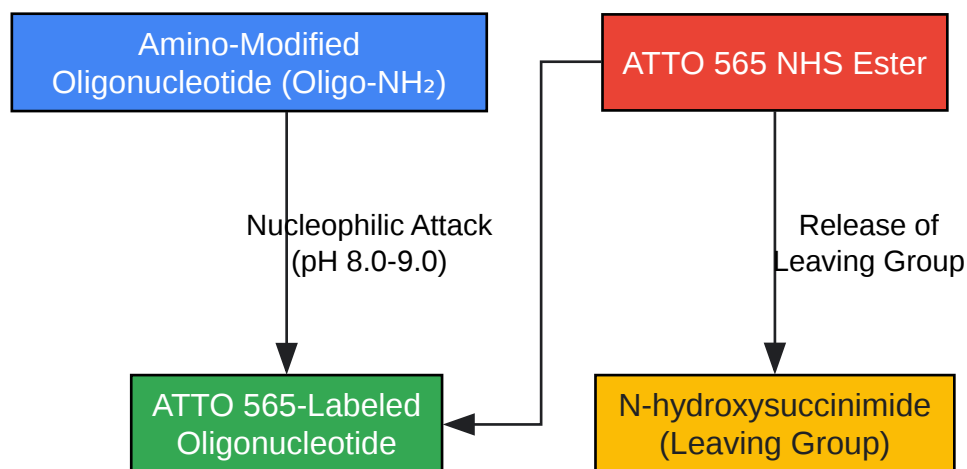 Amino-Modified
Oligonucleotide (Oligo-NH₂)
ATTO 565 NHS Ester
Nucleophilic Attack
(pH 8.0-9.0)
Release of
Leaving Group
ATTO 565-Labeled
Oligonucleotide
N-hydroxysuccinimide
(Leaving Group)